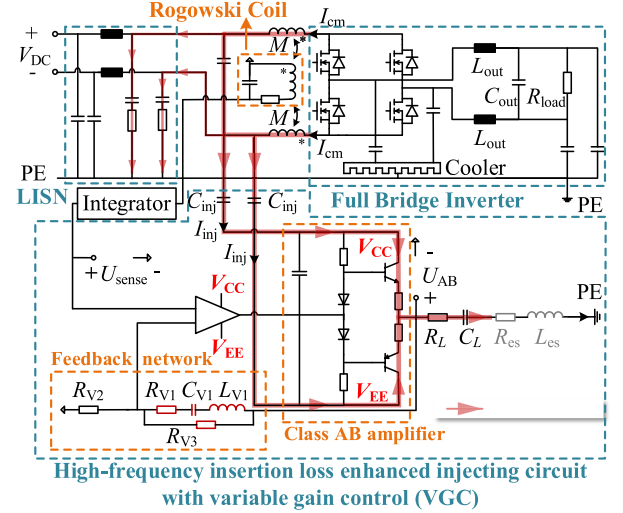 Rogowski Coil
+
V_DC
-
I_cm
M
*
*
M
*
I_cm
L_out
C_out
R_load
L_out
Cooler
PE
LISN
Full Bridge Inverter
PE
Integrator
C_inj
C_inj
I_inj
I_inj
+ U_sense -
V_CC
V_CC
-
U_AB
+
PE
V_EE
V_EE
R_L
C_L
R_es
L_es
Feedback network
R_V2
R_V1
C_V1
L_V1
R_V3
Class AB amplifier
High-frequency insertion loss enhanced injecting circuit
with variable gain control (VGC)